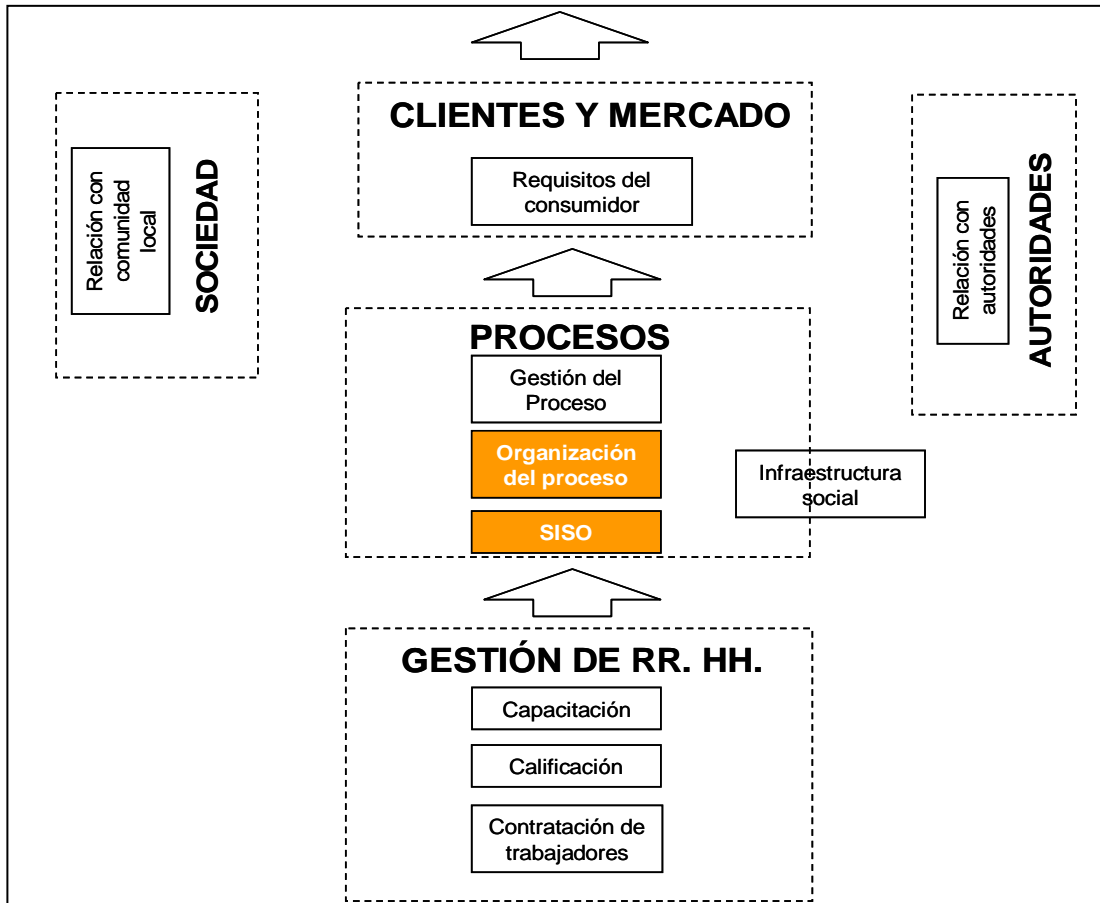 CLIENTES Y MERCADO
Requisitos del
consumidor
Relación con
comunidad
local
SOCIEDAD
Relación con
autoridades
AUTORIDADES
PROCESOS
Gestión del
Proceso
Organización
del proceso
SISO
Infraestructura
social
GESTIÓN DE RR. HH.
Capacitación
Calificación
Contratación de
trabajadores